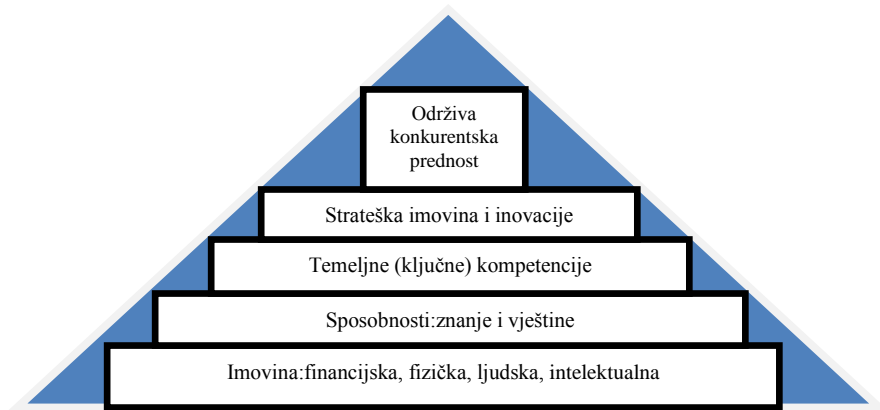 Održiva
konkurentska
prednost
Strateška imovina i inovacije
Temeljne (ključne) kompetencije
Sposobnosti:znanje i vještine
Imovina:financijska, fizička, ljudska, intelektualna